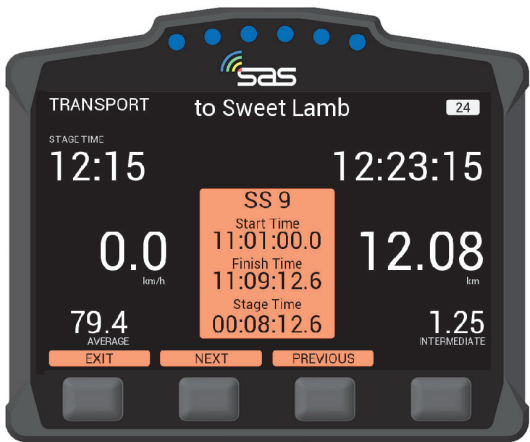 sas
TRANSPORT to Sweet Lamb 24
STAGE TIME
12:15 12:23:15
SS 9
Start Time
11:01:00.0
Finish Time
11:09:12.6
Stage Time
00:08:12.6
0.0
km/h
12.08
km
79.4
AVERAGE
1.25
INTERMEDIATE
EXIT NEXT PREVIOUS